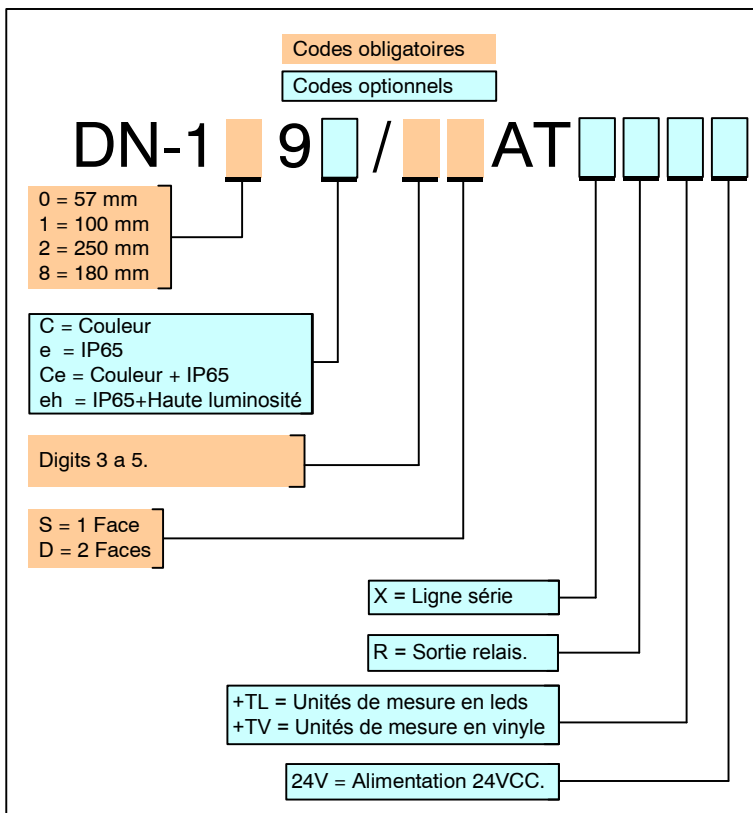 Codes obligatoires
Codes optionnels
DN-1 9 / AT
0 = 57 mm
1 = 100 mm
2 = 250 mm
8 = 180 mm
C = Couleur
e = IP65
Ce = Couleur + IP65
eh = IP65+Haute luminosité
Digits 3 a 5.
S = 1 Face
D = 2 Faces
X = Ligne série
R = Sortie relais.
+TL = Unités de mesure en leds
+TV = Unités de mesure en vinyle
24V = Alimentation 24VCC.